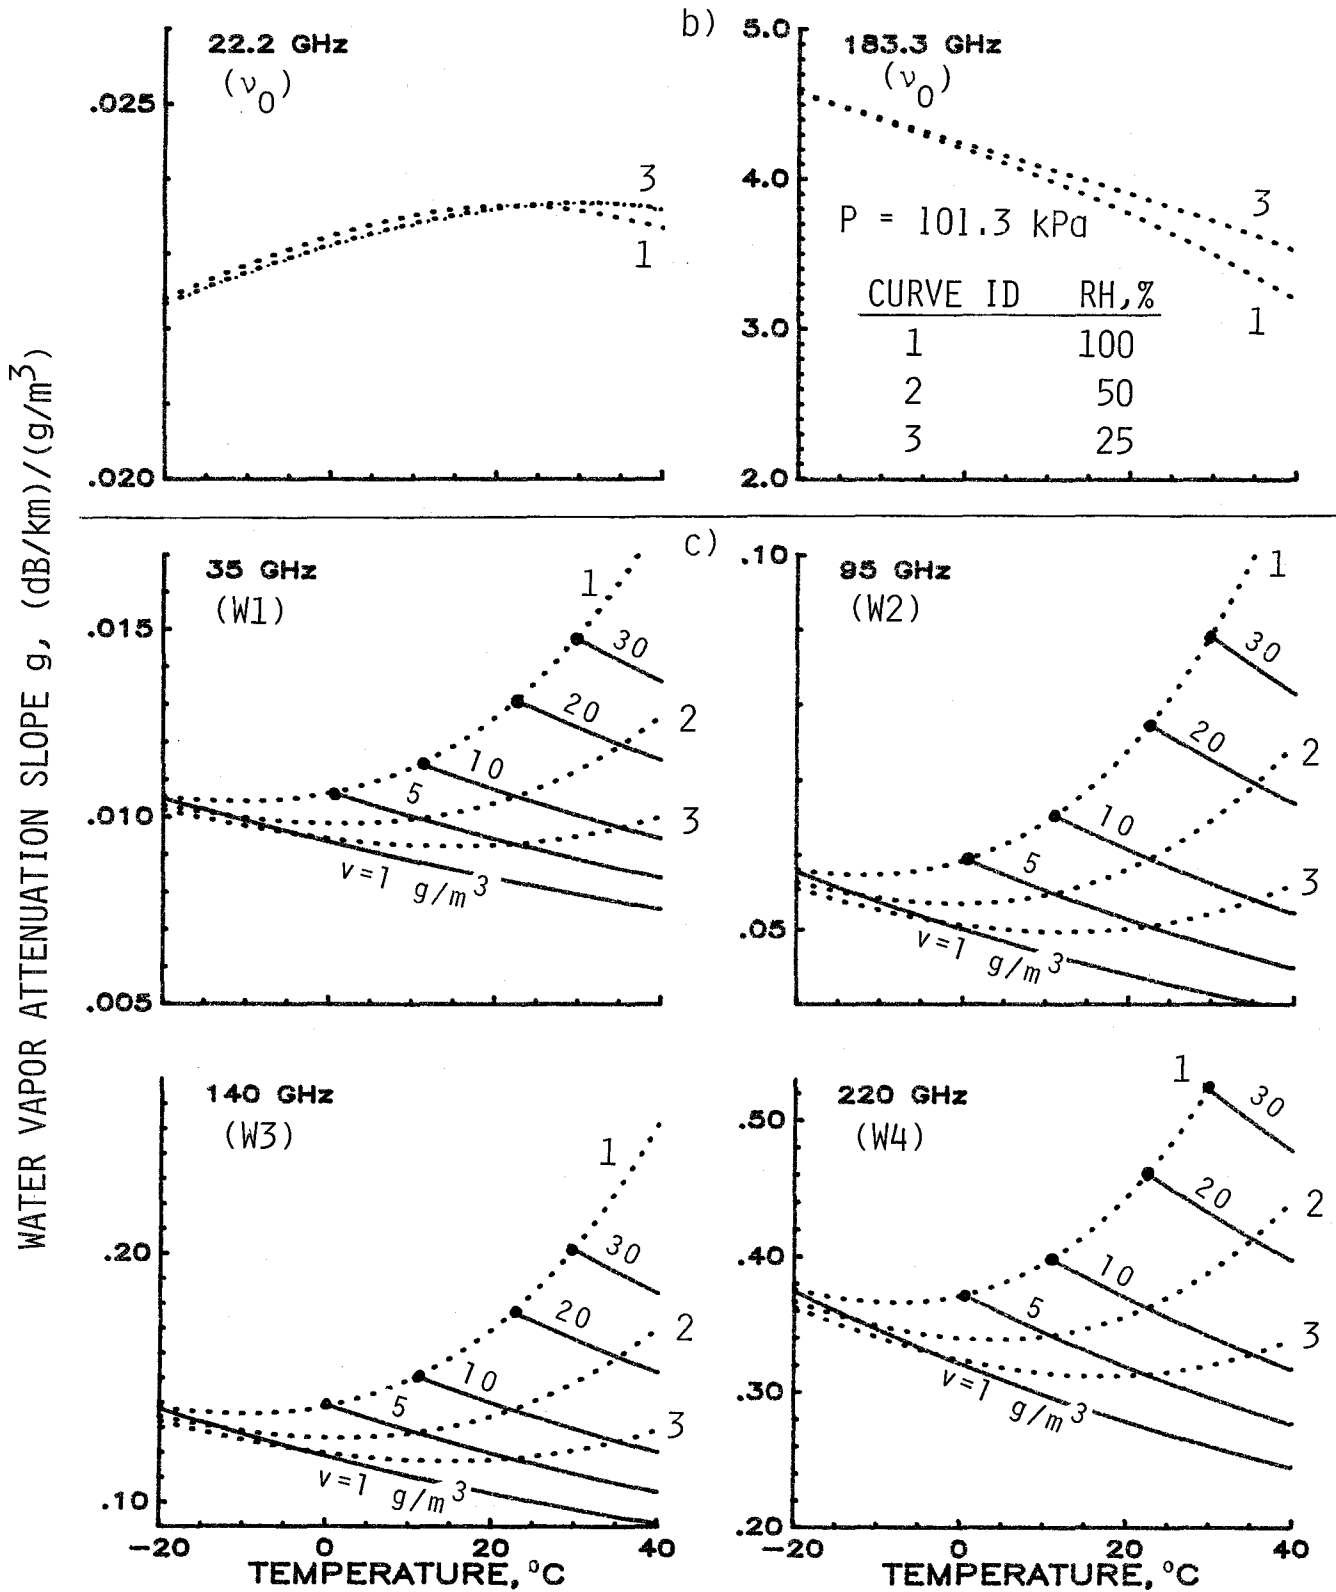 WATER VAPOR ATTENUATION SLOPE g, (dB/km)/(g/m³)
22.2 GHz
(ν₀)
.025
.020
3
1
b)
183.3 GHz
(ν₀)
5.0
4.0
3.0
2.0
P = 101.3 kPa
CURVE ID RH,%
1 100
2 50
3 25
3
1
35 GHz
(W1)
.015
.010
.005
1
30
20
2
10
5
3
v=1 g/m³
c)
95 GHz
(W2)
.10
.05
1
30
20
2
10
5
3
v=1 g/m³
140 GHz
(W3)
.20
.10
1
30
20
2
10
5
3
v=1 g/m³
-20 0 20 40
TEMPERATURE, °C
220 GHz
(W4)
.50
.40
.30
.20
1
30
20
2
10
5
3
v=1 g/m³
-20 0 20 40
TEMPERATURE, °C